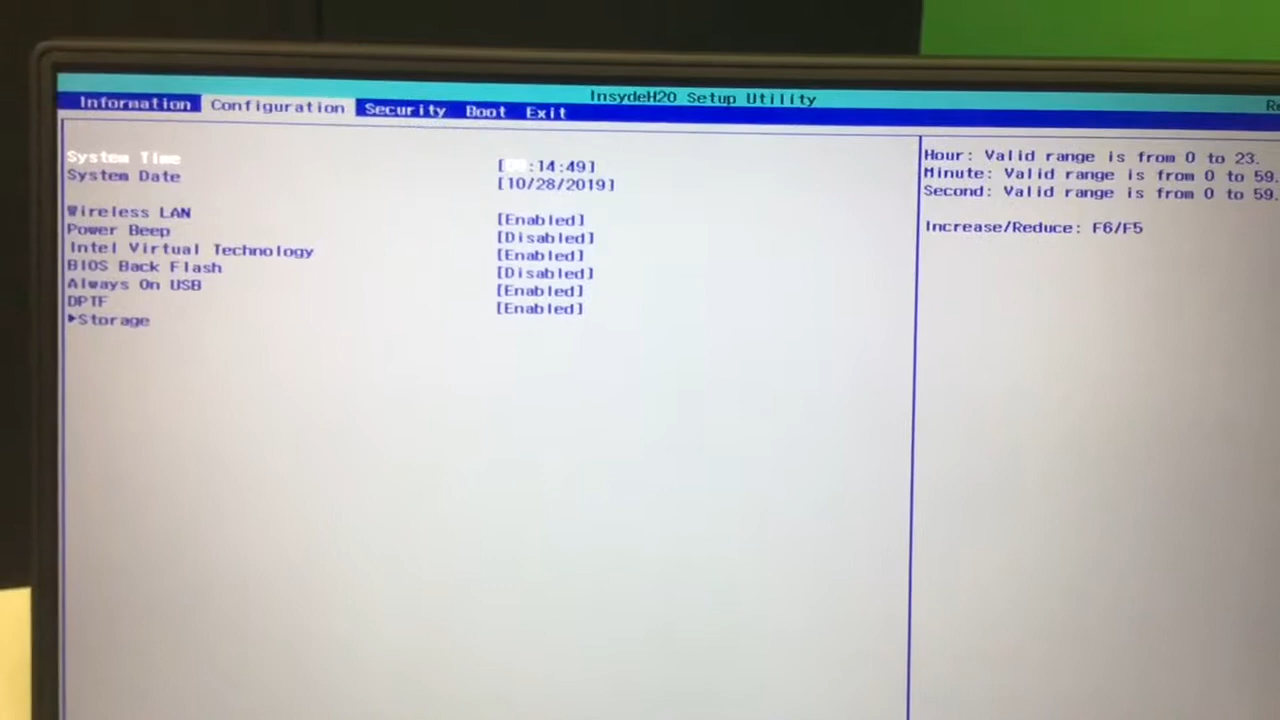 InsydeH2O Setup Utility
Information Configuration Security Boot Exit
System Time [ :14:49]
System Date [10/28/2019]
Wireless LAN [Enabled]
Power Beep [Disabled]
Intel Virtual Technology [Enabled]
BIOS Back Flash [Disabled]
Always On USB [Enabled]
DPTF [Enabled]
▶Storage
Hour: Valid range is from 0 to 23.
Minute: Valid range is from 0 to 59.
Second: Valid range is from 0 to 59.
Increase/Reduce: F6/F5